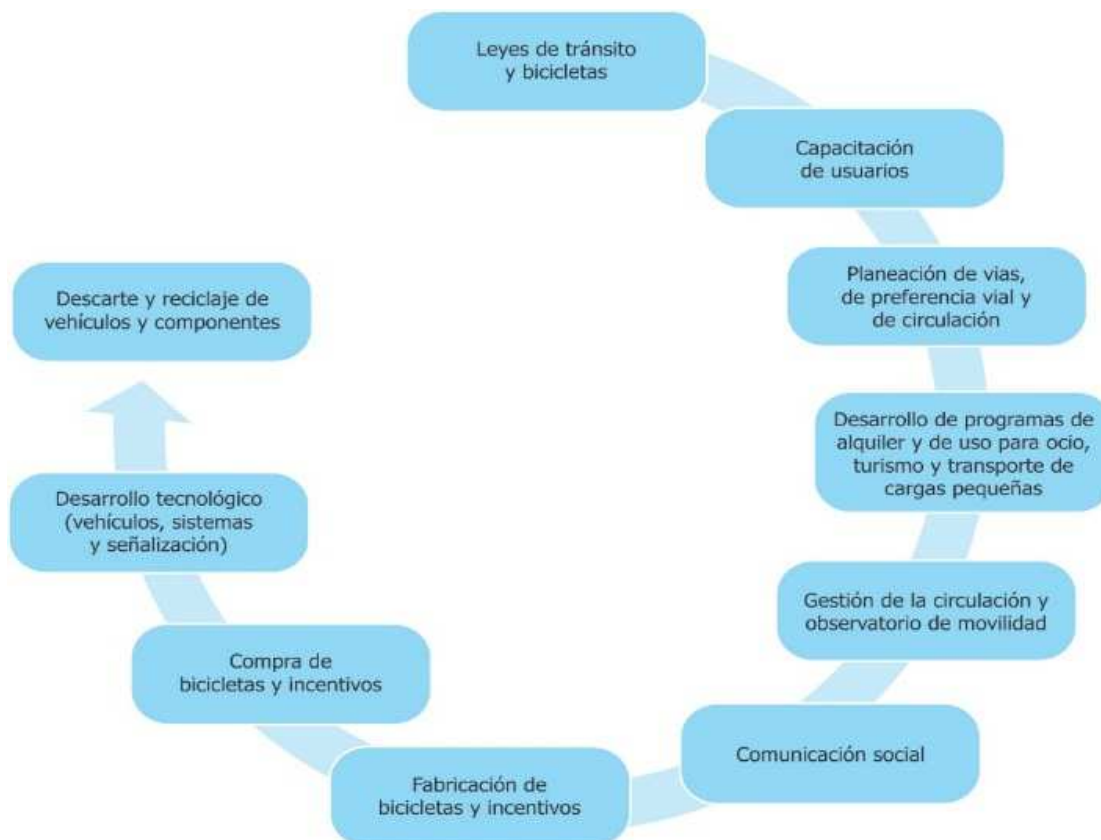 Leyes de tránsito
y bicicletas
Capacitación
de usuarios
Planeación de vias,
de preferencia vial y
de circulación
Desarrollo de programas de
alquiler y de uso para ocio,
turismo y transporte de
cargas pequeñas
Gestión de la circulación y
observatorio de movilidad
Comunicación social
Fabricación de
bicicletas y incentivos
Compra de
bicicletas y incentivos
Desarrollo tecnológico
(vehículos, sistemas
y señalización)
Descarte y reciclaje de
vehículos y componentes